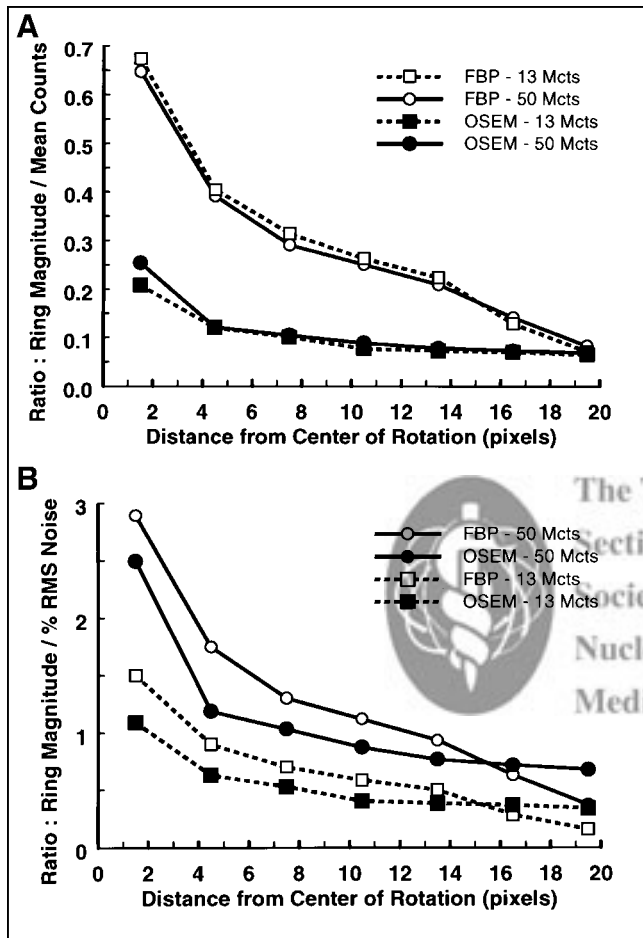 A
Ratio : Ring Magnitude / Mean Counts
0.7
0.6
0.5
0.4
0.3
0.2
0.1
0.0
FBP - 13 Mcts
FBP - 50 Mcts
OSEM - 13 Mcts
OSEM - 50 Mcts
0 2 4 6 8 10 12 14 16 18 20
Distance from Center of Rotation (pixels)
B
Ratio : Ring Magnitude / % RMS Noise
3
2
1
0
FBP - 50 Mcts
OSEM - 50 Mcts
FBP - 13 Mcts
OSEM - 13 Mcts
The
Secti
Socie
Nucl
Med
0 2 4 6 8 10 12 14 16 18 20
Distance from Center of Rotation (pixels)